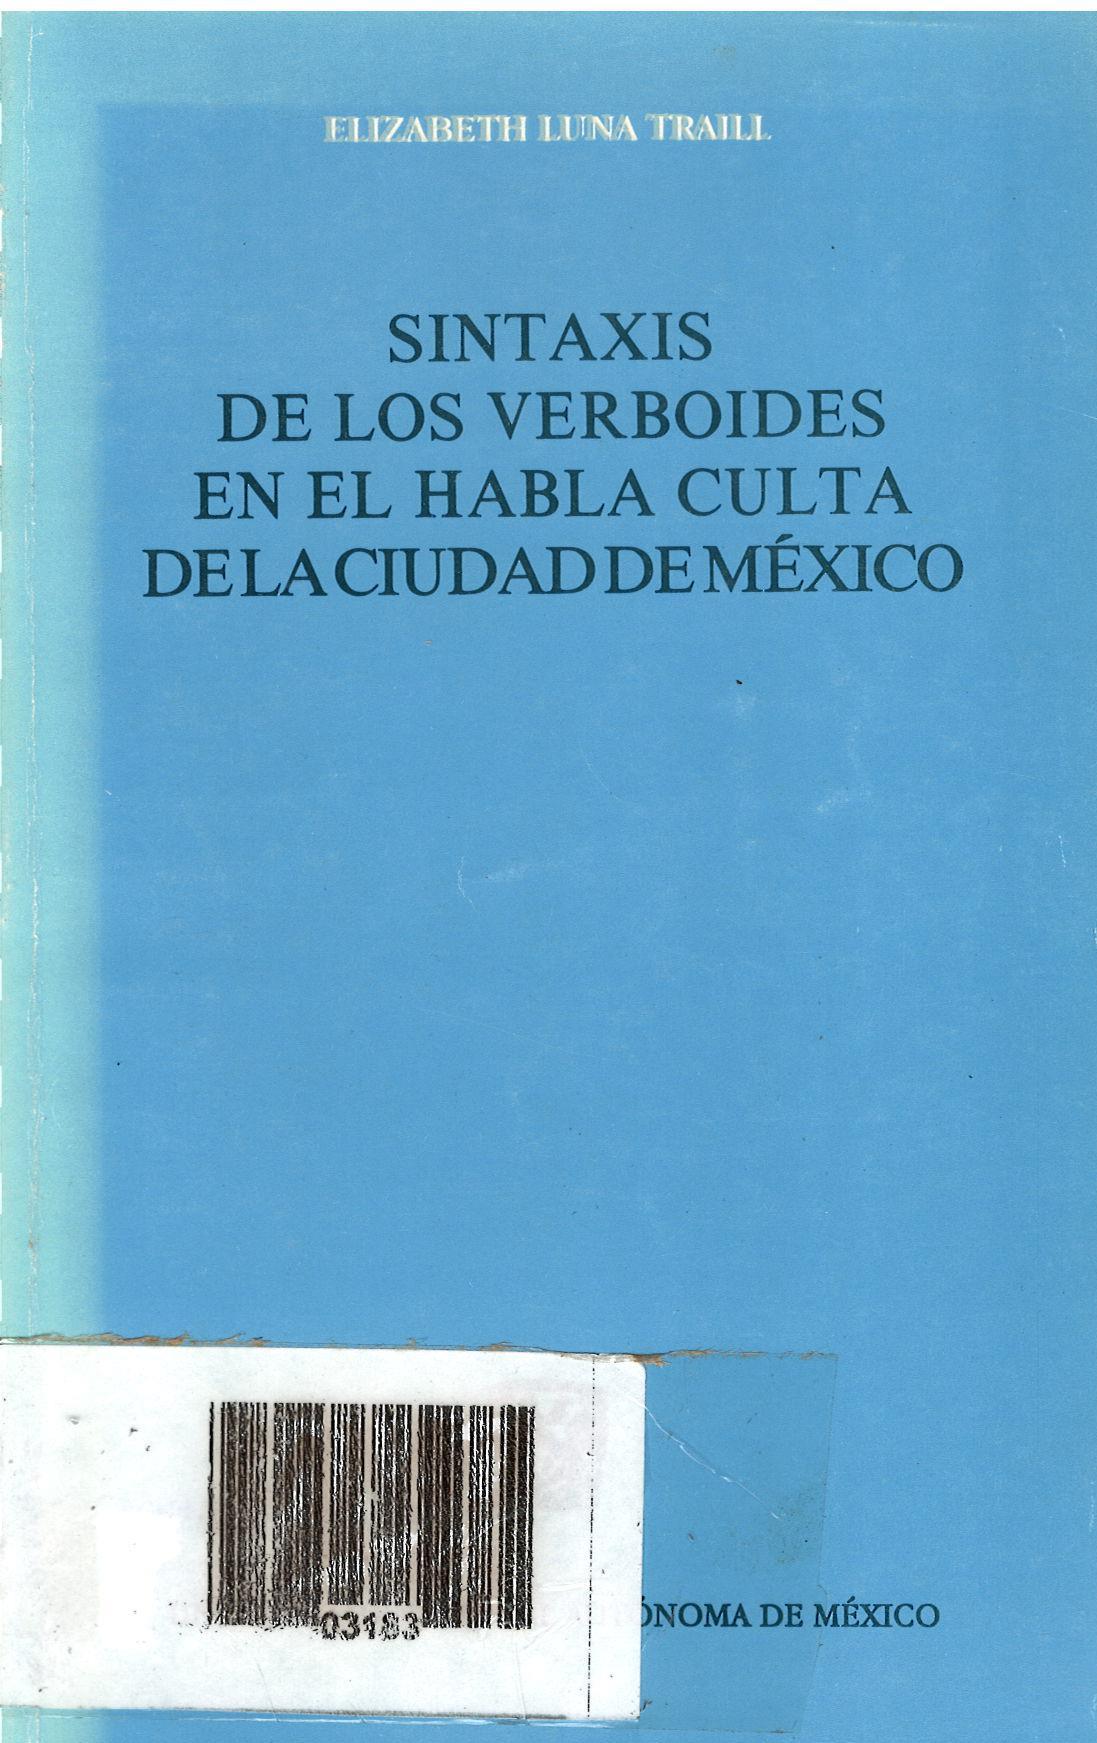 ELIZABETH LUNA TRAILL
SINTAXIS
DE LOS VERBOIDES
EN EL HABLA CULTA
DE LA CIUDAD DE MÉXICO
ÓNOMA DE MÉXICO
03183